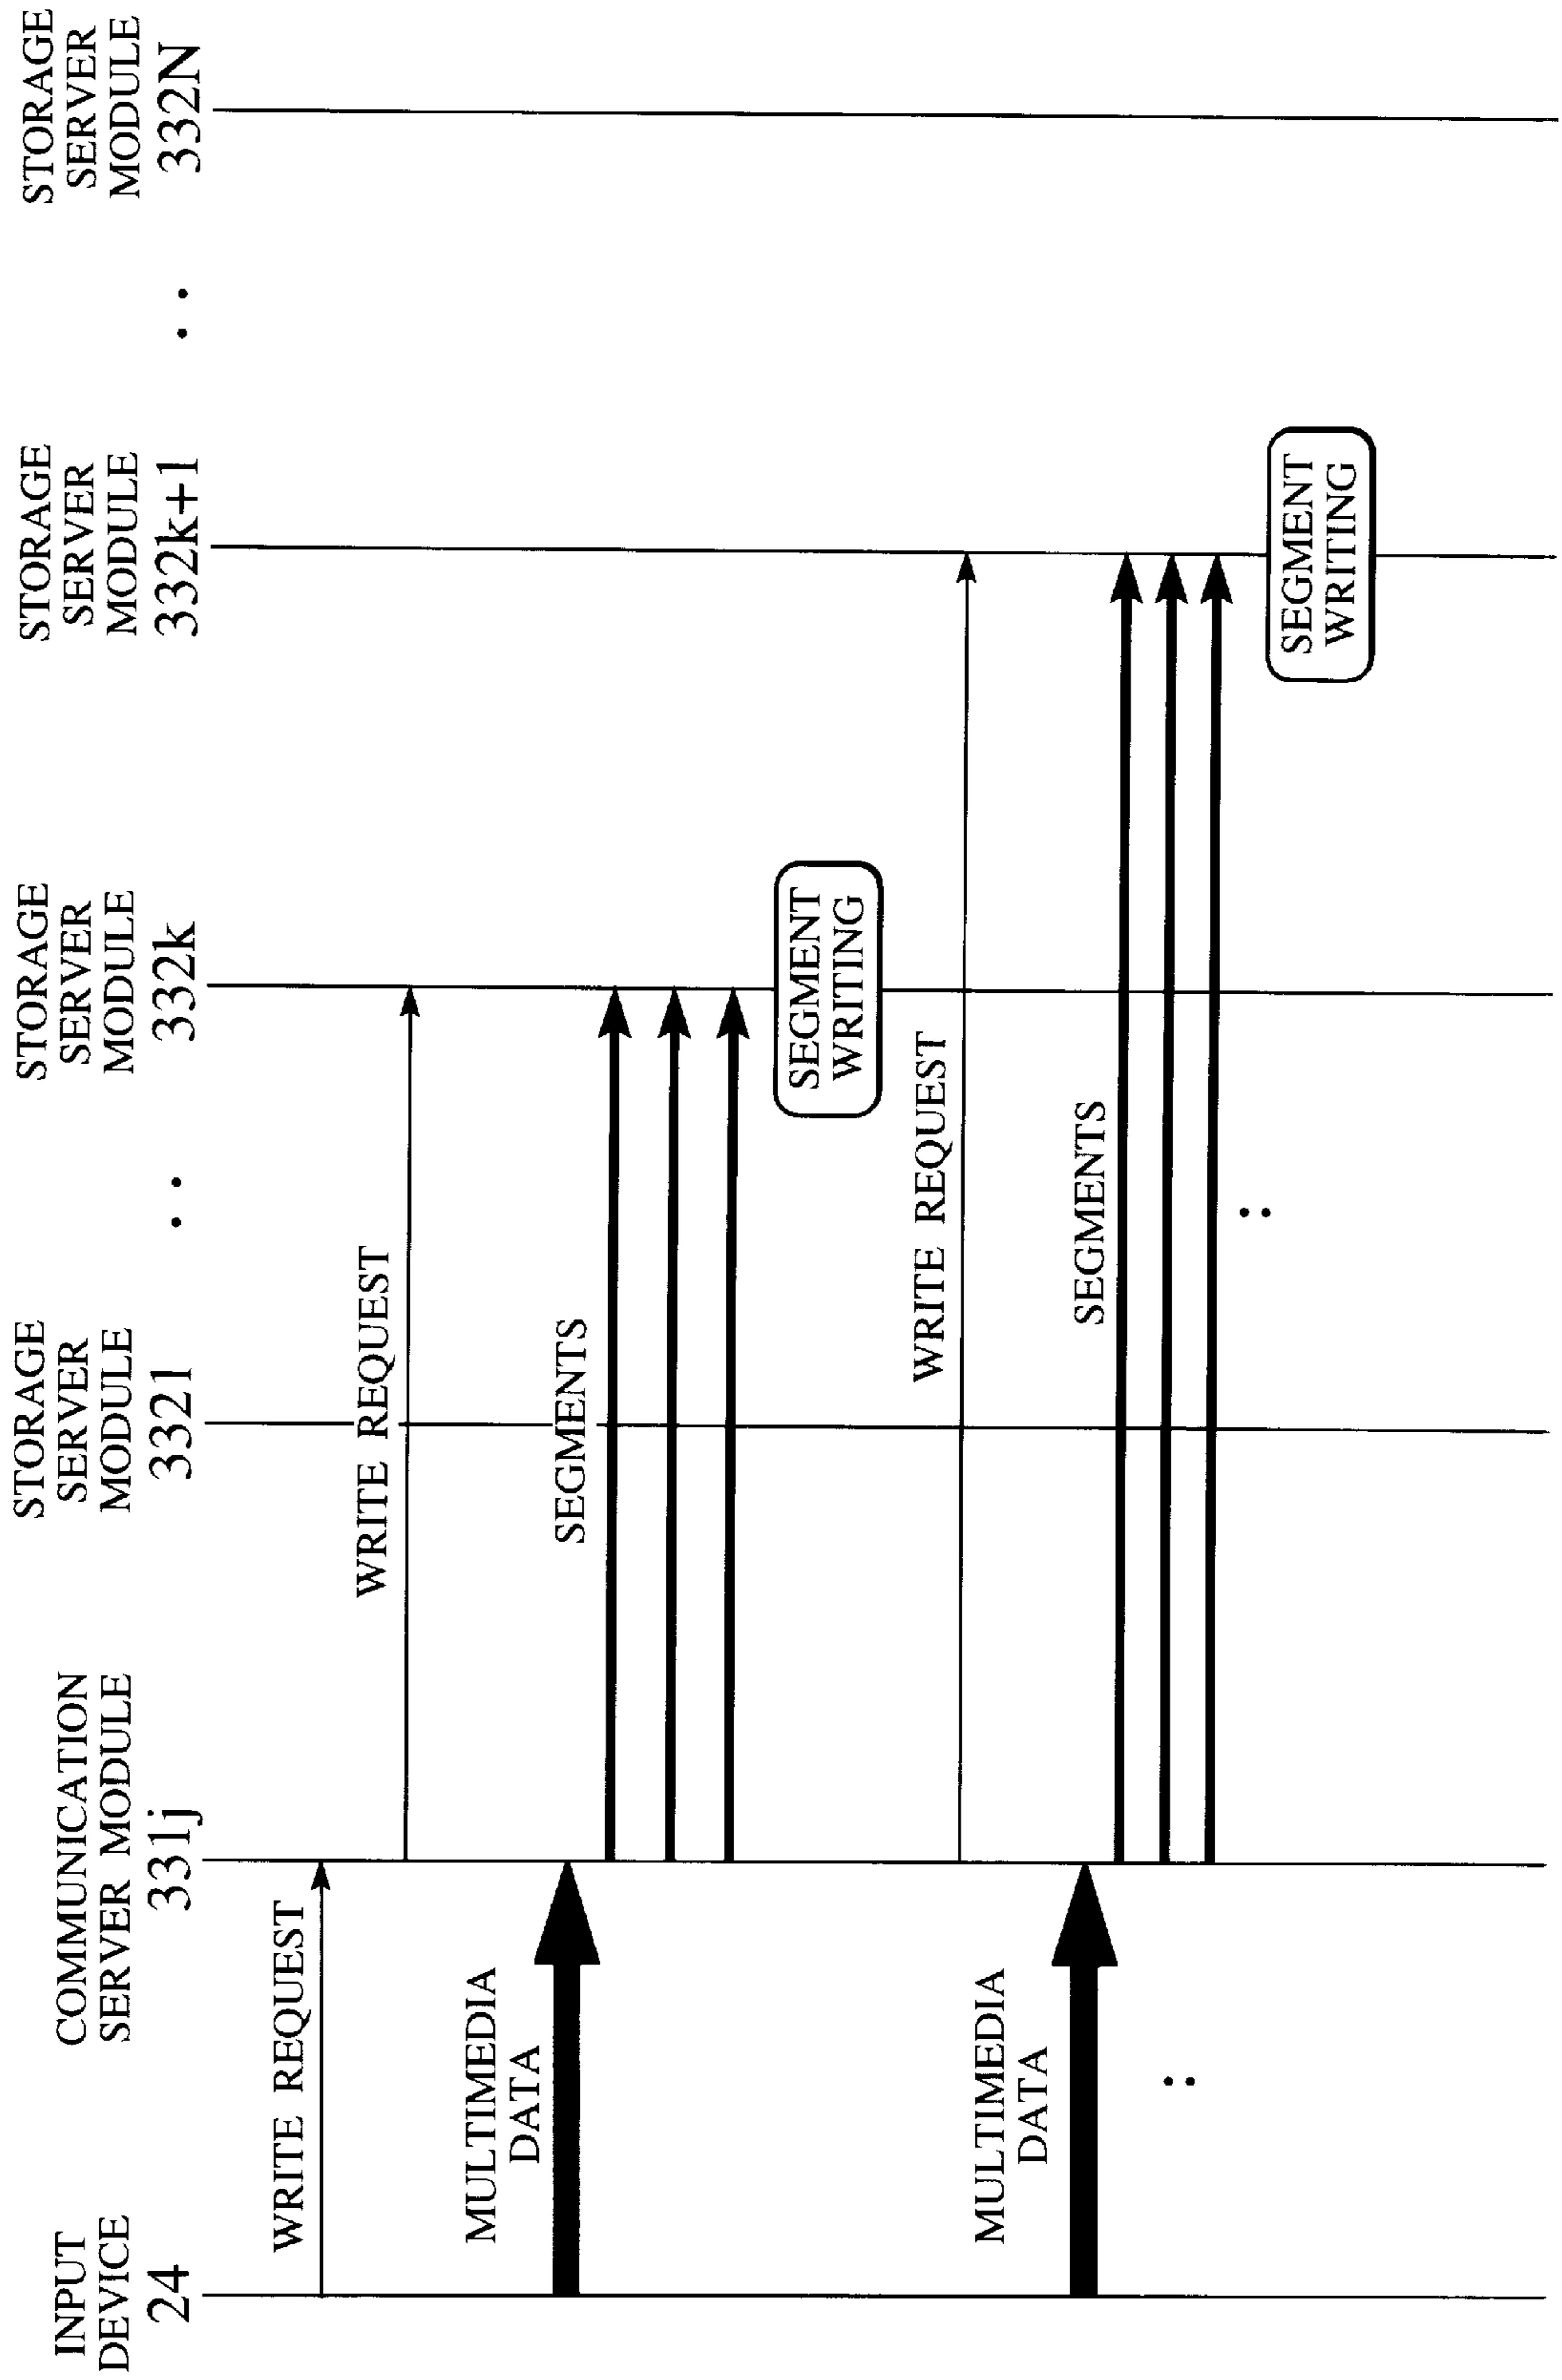 INPUT
DEVICE
24
COMMUNICATION
SERVER MODULE
331j
STORAGE
SERVER
MODULE
3321
. .
STORAGE
SERVER
MODULE
332k
STORAGE
SERVER
MODULE
332k+1
. .
STORAGE
SERVER
MODULE
332N
WRITE REQUEST
WRITE REQUEST
MULTIMEDIA
DATA
SEGMENTS
SEGMENT
WRITING
WRITE REQUEST
MULTIMEDIA
DATA
SEGMENTS
:
:
SEGMENT
WRITING